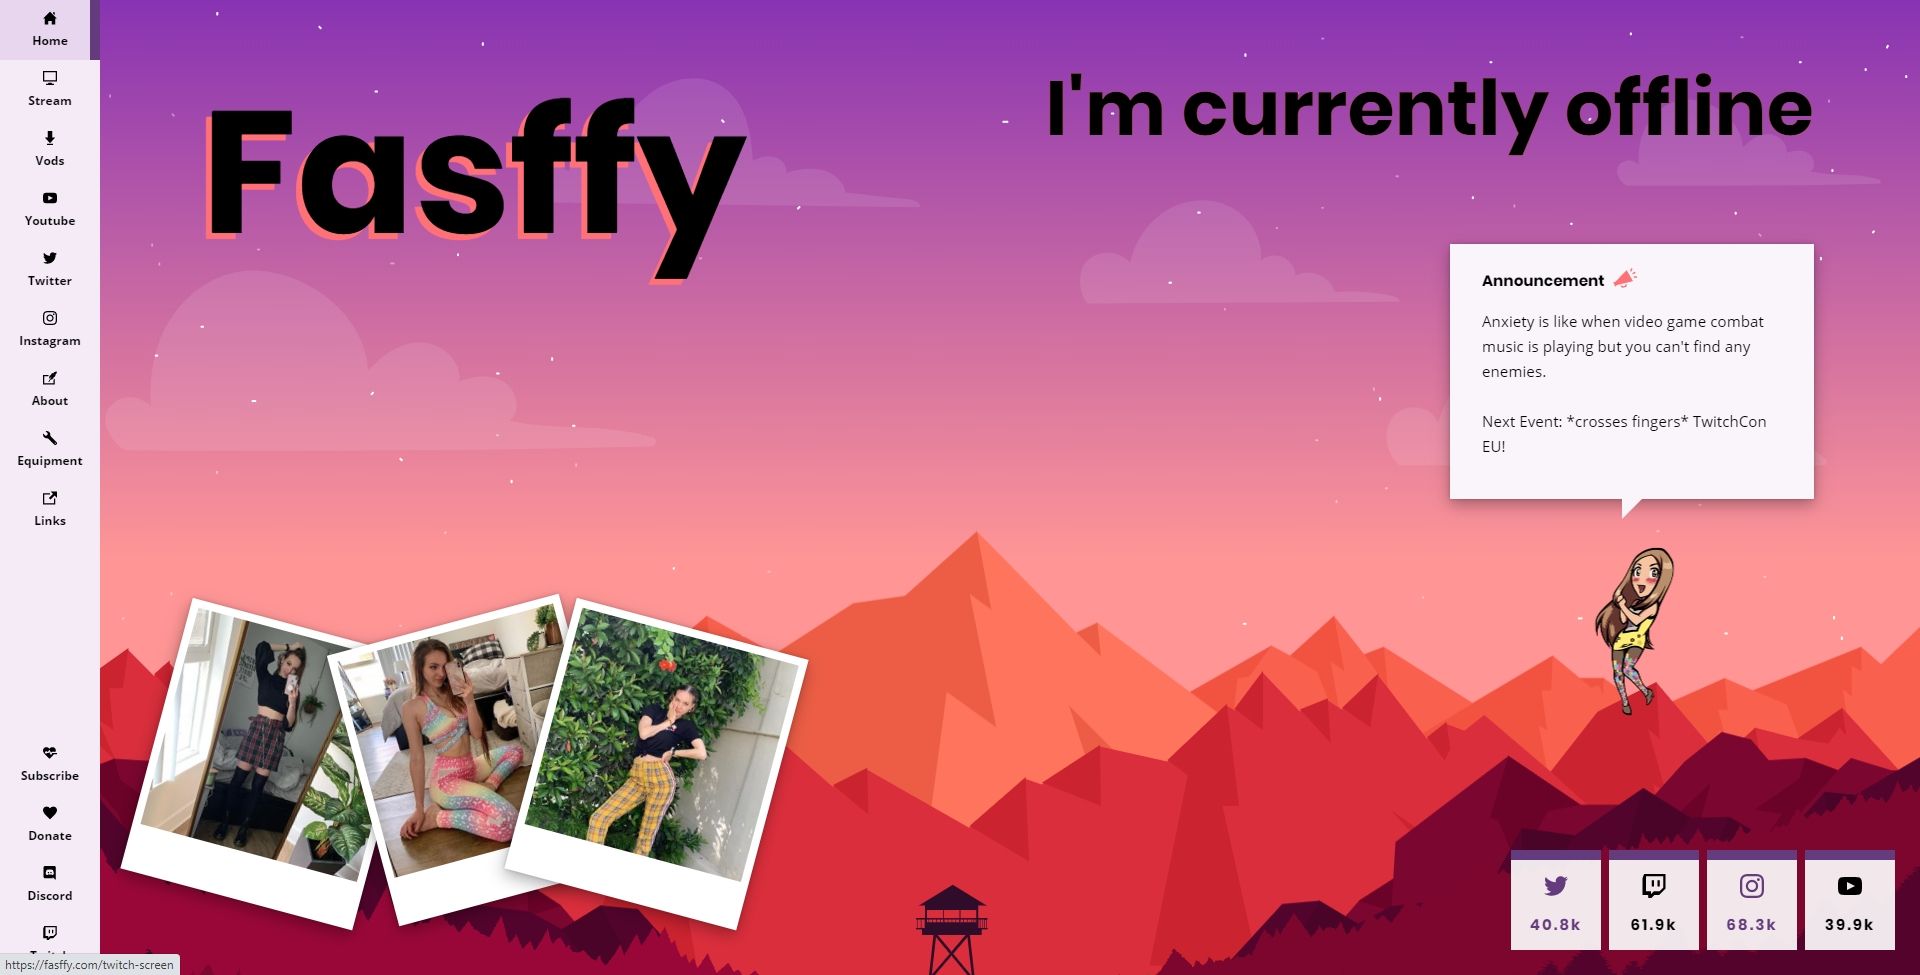 Home
Stream
Vods
Youtube
Twitter
Instagram
About
Equipment
Links
Subscribe
Donate
Discord
https://fasffy.com/twitch-screen
Fasffy
I'm currently offline
Announcement
Anxiety is like when video game combat
music is playing but you can't find any
enemies.
Next Event: *crosses fingers* TwitchCon
EU!
40.8k
61.9k
68.3k
39.9k